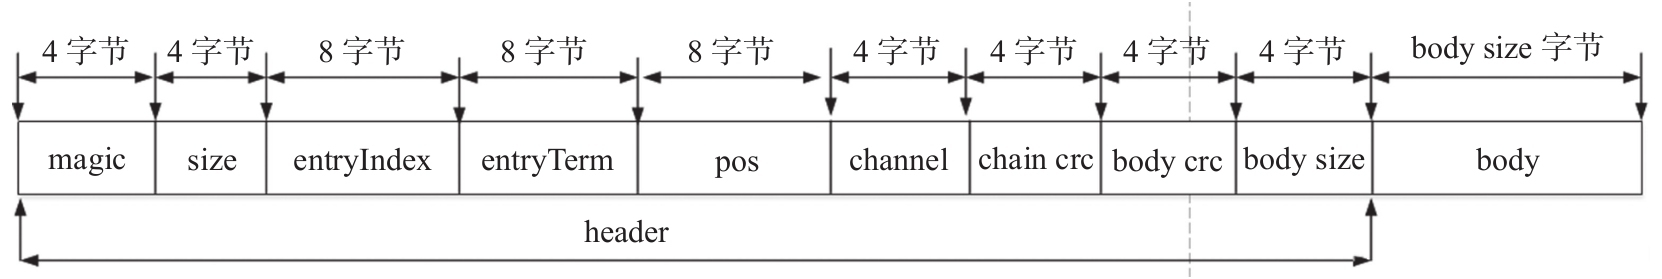 4 字节 4 字节 8 字节 8 字节 8 字节 4 字节 4 字节 4 字节 4 字节 body size 字节
magic size entryIndex entryTerm pos channel chain crc body crc body size body
header